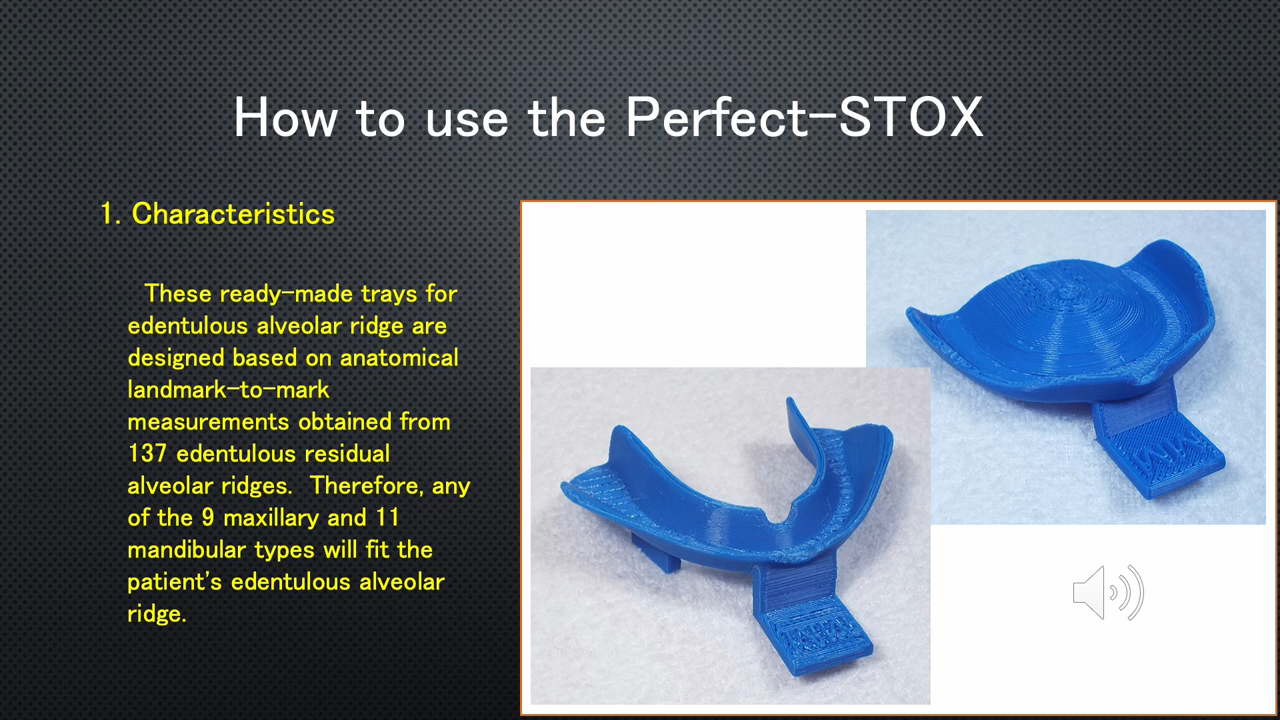 How to use the Perfect-STOX
1. Characteristics
These ready-made trays for
edentulous alveolar ridge are
designed based on anatomical
landmark-to-mark
measurements obtained from
137 edentulous residual
alveolar ridges. Therefore, any
of the 9 maxillary and 11
mandibular types will fit the
patient's edentulous alveolar
ridge.